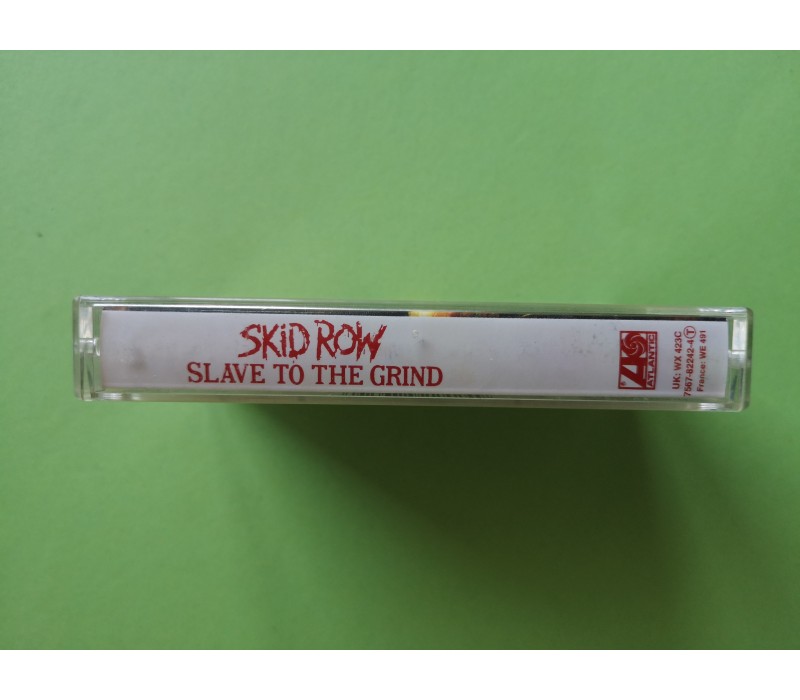 SKID ROW
SLAVE TO THE GRIND
ATLANTIC
®
UK: WX 423C
7567-82242-4 Ⓣ
France: WE 491